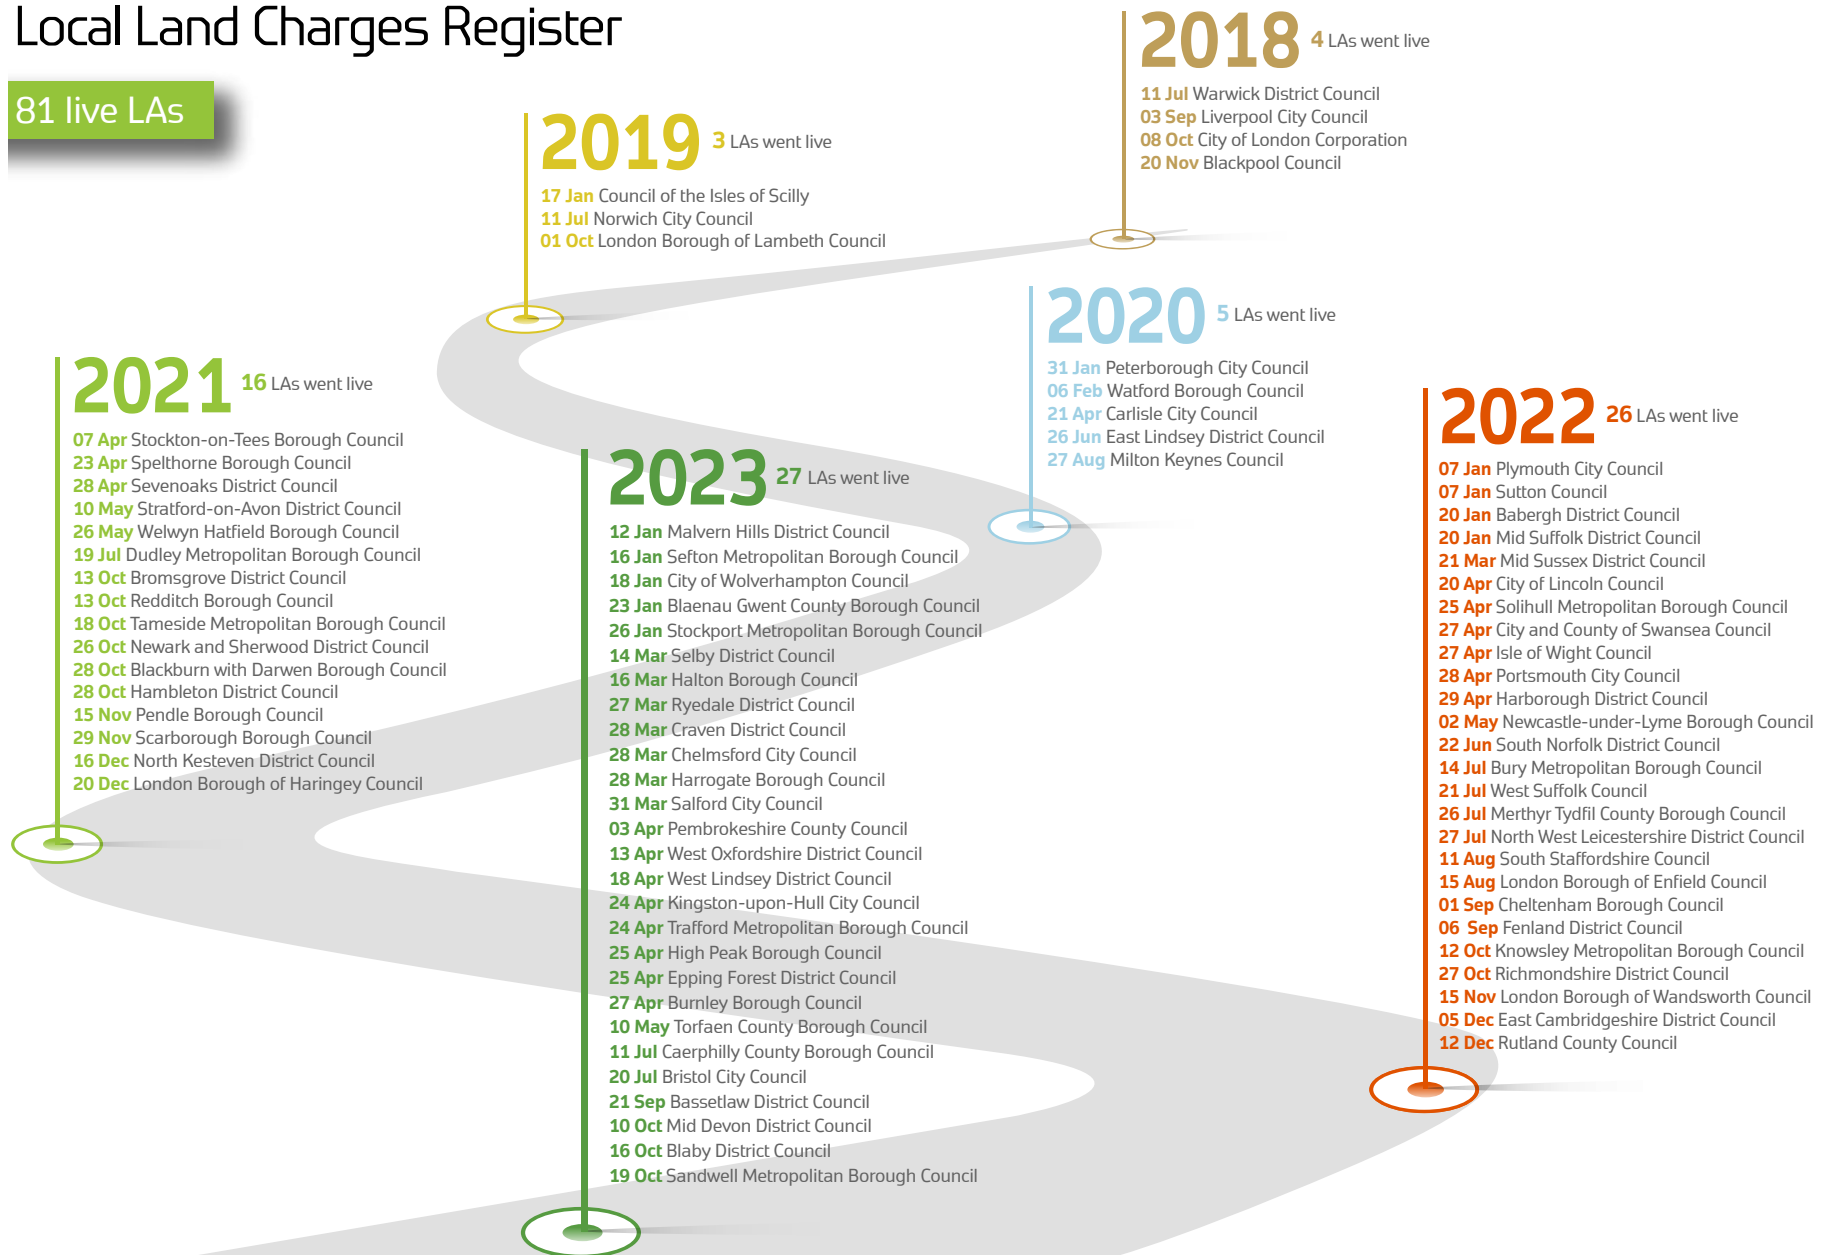 Local Land Charges Register
81 live LAs
2018 4 LAs went live
11 Jul Warwick District Council
03 Sep Liverpool City Council
08 Oct City of London Corporation
20 Nov Blackpool Council
2019 3 LAs went live
17 Jan Council of the Isles of Scilly
11 Jul Norwich City Council
01 Oct London Borough of Lambeth Council
2020 5 LAs went live
31 Jan Peterborough City Council
06 Feb Watford Borough Council
21 Apr Carlisle City Council
26 Jun East Lindsey District Council
27 Aug Milton Keynes Council
2021 16 LAs went live
07 Apr Stockton-on-Tees Borough Council
23 Apr Spelthorne Borough Council
28 Apr Sevenoaks District Council
10 May Stratford-on-Avon District Council
26 May Welwyn Hatfield Borough Council
19 Jul Dudley Metropolitan Borough Council
13 Oct Bromsgrove District Council
13 Oct Redditch Borough Council
18 Oct Tameside Metropolitan Borough Council
26 Oct Newark and Sherwood District Council
28 Oct Blackburn with Darwen Borough Council
28 Oct Hambleton District Council
15 Nov Pendle Borough Council
29 Nov Scarborough Borough Council
16 Dec North Kesteven District Council
20 Dec London Borough of Haringey Council
2022 26 LAs went live
07 Jan Plymouth City Council
07 Jan Sutton Council
20 Jan Babergh District Council
20 Jan Mid Suffolk District Council
21 Mar Mid Sussex District Council
20 Apr City of Lincoln Council
25 Apr Solihull Metropolitan Borough Council
27 Apr City and County of Swansea Council
27 Apr Isle of Wight Council
28 Apr Portsmouth City Council
29 Apr Harborough District Council
02 May Newcastle-under-Lyme Borough Council
22 Jun South Norfolk District Council
14 Jul Bury Metropolitan Borough Council
21 Jul West Suffolk Council
26 Jul Merthyr Tydfil County Borough Council
27 Jul North West Leicestershire District Council
11 Aug South Staffordshire Council
15 Aug London Borough of Enfield Council
01 Sep Cheltenham Borough Council
06 Sep Fenland District Council
12 Oct Knowsley Metropolitan Borough Council
27 Oct Richmondshire District Council
15 Nov London Borough of Wandsworth Council
05 Dec East Cambridgeshire District Council
12 Dec Rutland County Council
2023 27 LAs went live
12 Jan Malvern Hills District Council
16 Jan Sefton Metropolitan Borough Council
18 Jan City of Wolverhampton Council
23 Jan Blaenau Gwent County Borough Council
26 Jan Stockport Metropolitan Borough Council
14 Mar Selby District Council
16 Mar Halton Borough Council
27 Mar Ryedale District Council
28 Mar Craven District Council
28 Mar Chelmsford City Council
28 Mar Harrogate Borough Council
31 Mar Salford City Council
03 Apr Pembrokeshire County Council
13 Apr West Oxfordshire District Council
18 Apr West Lindsey District Council
24 Apr Kingston-upon-Hull City Council
24 Apr Trafford Metropolitan Borough Council
25 Apr High Peak Borough Council
25 Apr Epping Forest District Council
27 Apr Burnley Borough Council
10 May Torfaen County Borough Council
11 Jul Caerphilly County Borough Council
20 Jul Bristol City Council
21 Sep Bassetlaw District Council
10 Oct Mid Devon District Council
16 Oct Blaby District Council
19 Oct Sandwell Metropolitan Borough Council